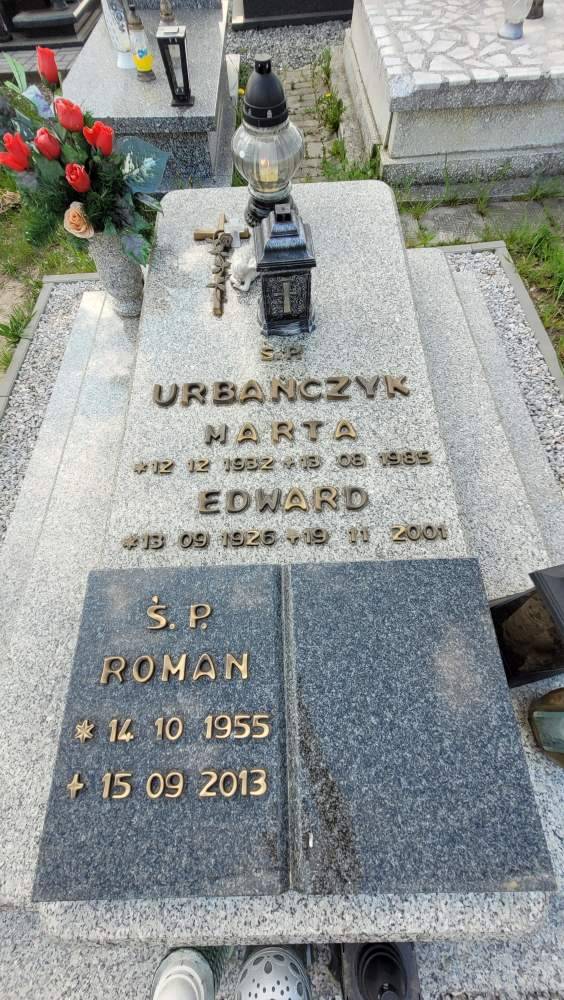 Ś.P.
URBAŃCZYK
MARTA
*12 12 1932 +13 08 1985
EDWARD
*13 09 1926 +19 11 2001
Ś. P.
ROMAN
* 14 10 1955
+ 15 09 2013